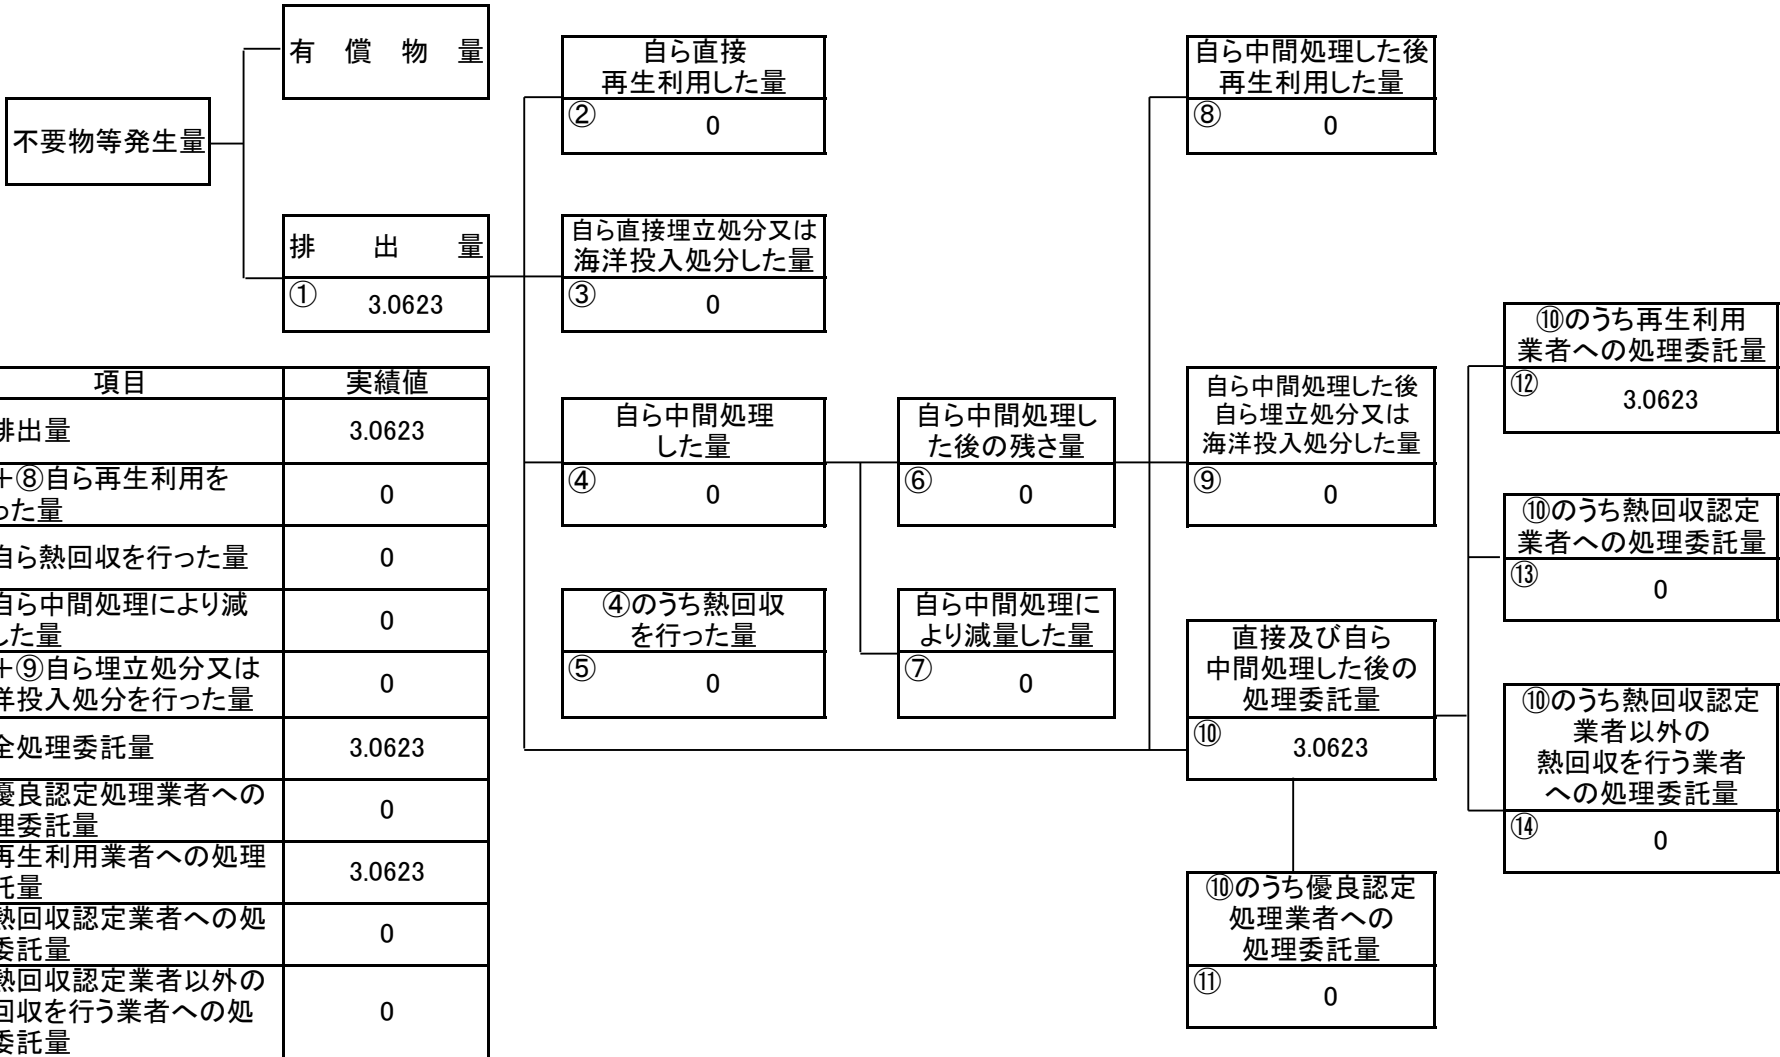 有 償 物 量
不要物等発生量
排 出 量
① 3.0623
自ら直接
再生利用した量
② 0
自ら直接埋立処分又は
海洋投入処分した量
③ 0
自ら中間処理
した量
④ 0
④のうち熱回収
を行った量
⑤ 0
自ら中間処理し
た後の残さ量
⑥ 0
自ら中間処理に
より減量した量
⑦ 0
自ら中間処理した後
再生利用した量
⑧ 0
自ら中間処理した後
自ら埋立処分又は
海洋投入処分した量
⑨ 0
直接及び自ら
中間処理した後の
処理委託量
⑩ 3.0623
⑩のうち優良認定
処理業者への
処理委託量
⑪ 0
⑩のうち再生利用
業者への処理委託量
⑫ 3.0623
⑩のうち熱回収認定
業者への処理委託量
⑬ 0
⑩のうち熱回収認定
業者以外の
熱回収を行う業者
への処理委託量
⑭ 0
項目 実績値
排出量 3.0623
+⑧自ら再生利用を
った量 0
自ら熱回収を行った量 0
自ら中間処理により減
した量 0
+⑨自ら埋立処分又は
洋投入処分を行った量 0
全処理委託量 3.0623
優良認定処理業者への
理委託量 0
再生利用業者への処理
託量 3.0623
熱回収認定業者への処
委託量 0
熱回収認定業者以外の
回収を行う業者への処
委託量 0